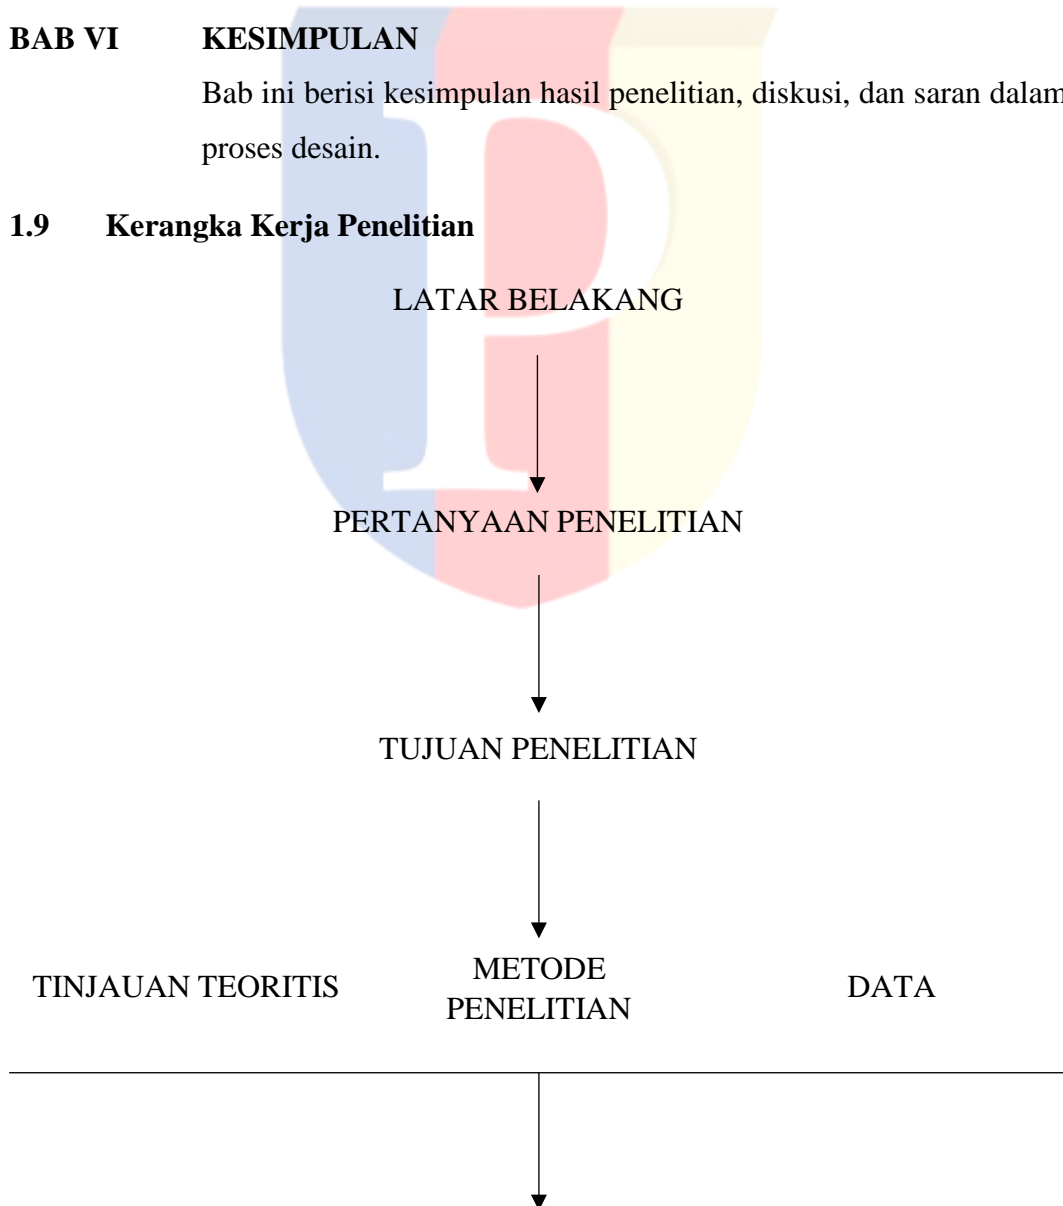 BAB VI KESIMPULAN
Bab ini berisi kesimpulan hasil penelitian, diskusi, dan saran dalam
proses desain.
1.9 Kerangka Kerja Penelitian
LATAR BELAKANG
PERTANYAAN PENELITIAN
TUJUAN PENELITIAN
TINJAUAN TEORITIS
METODE
PENELITIAN
DATA